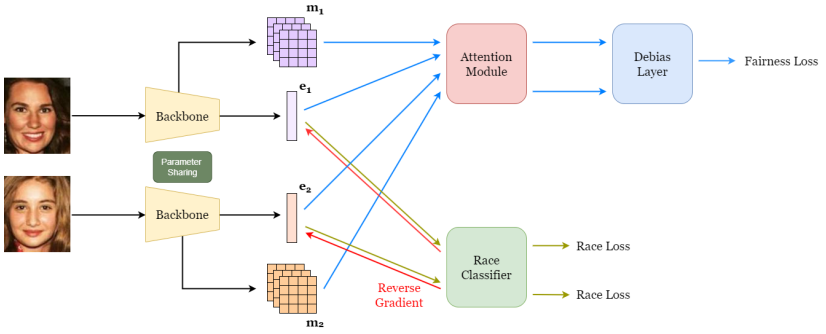 m₁
Attention
Module
Debias
Layer
Fairness Loss
e₁
Backbone
Parameter
Sharing
e₂
Backbone
Race
Classifier
Race Loss
Race Loss
Reverse
Gradient
m₂